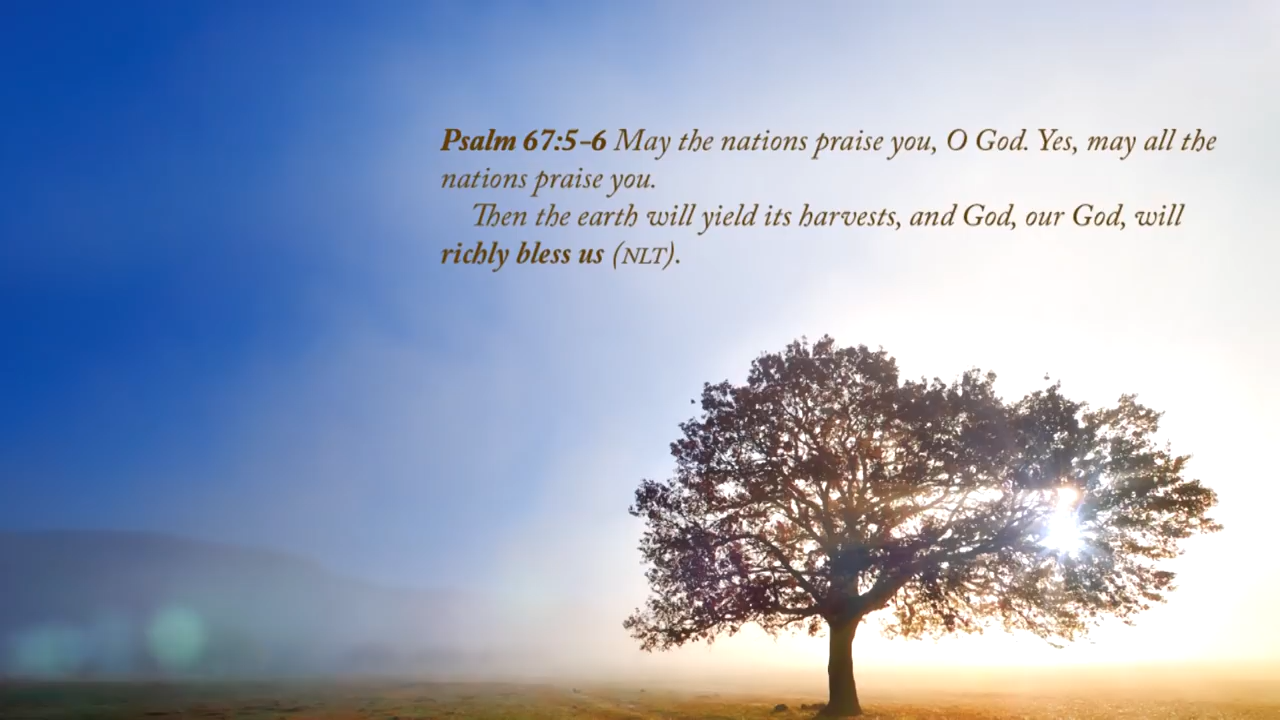 Psalm 67:5-6 May the nations praise you, O God. Yes, may all the
nations praise you.
Then the earth will yield its harvests, and God, our God, will
richly bless us (NLT).